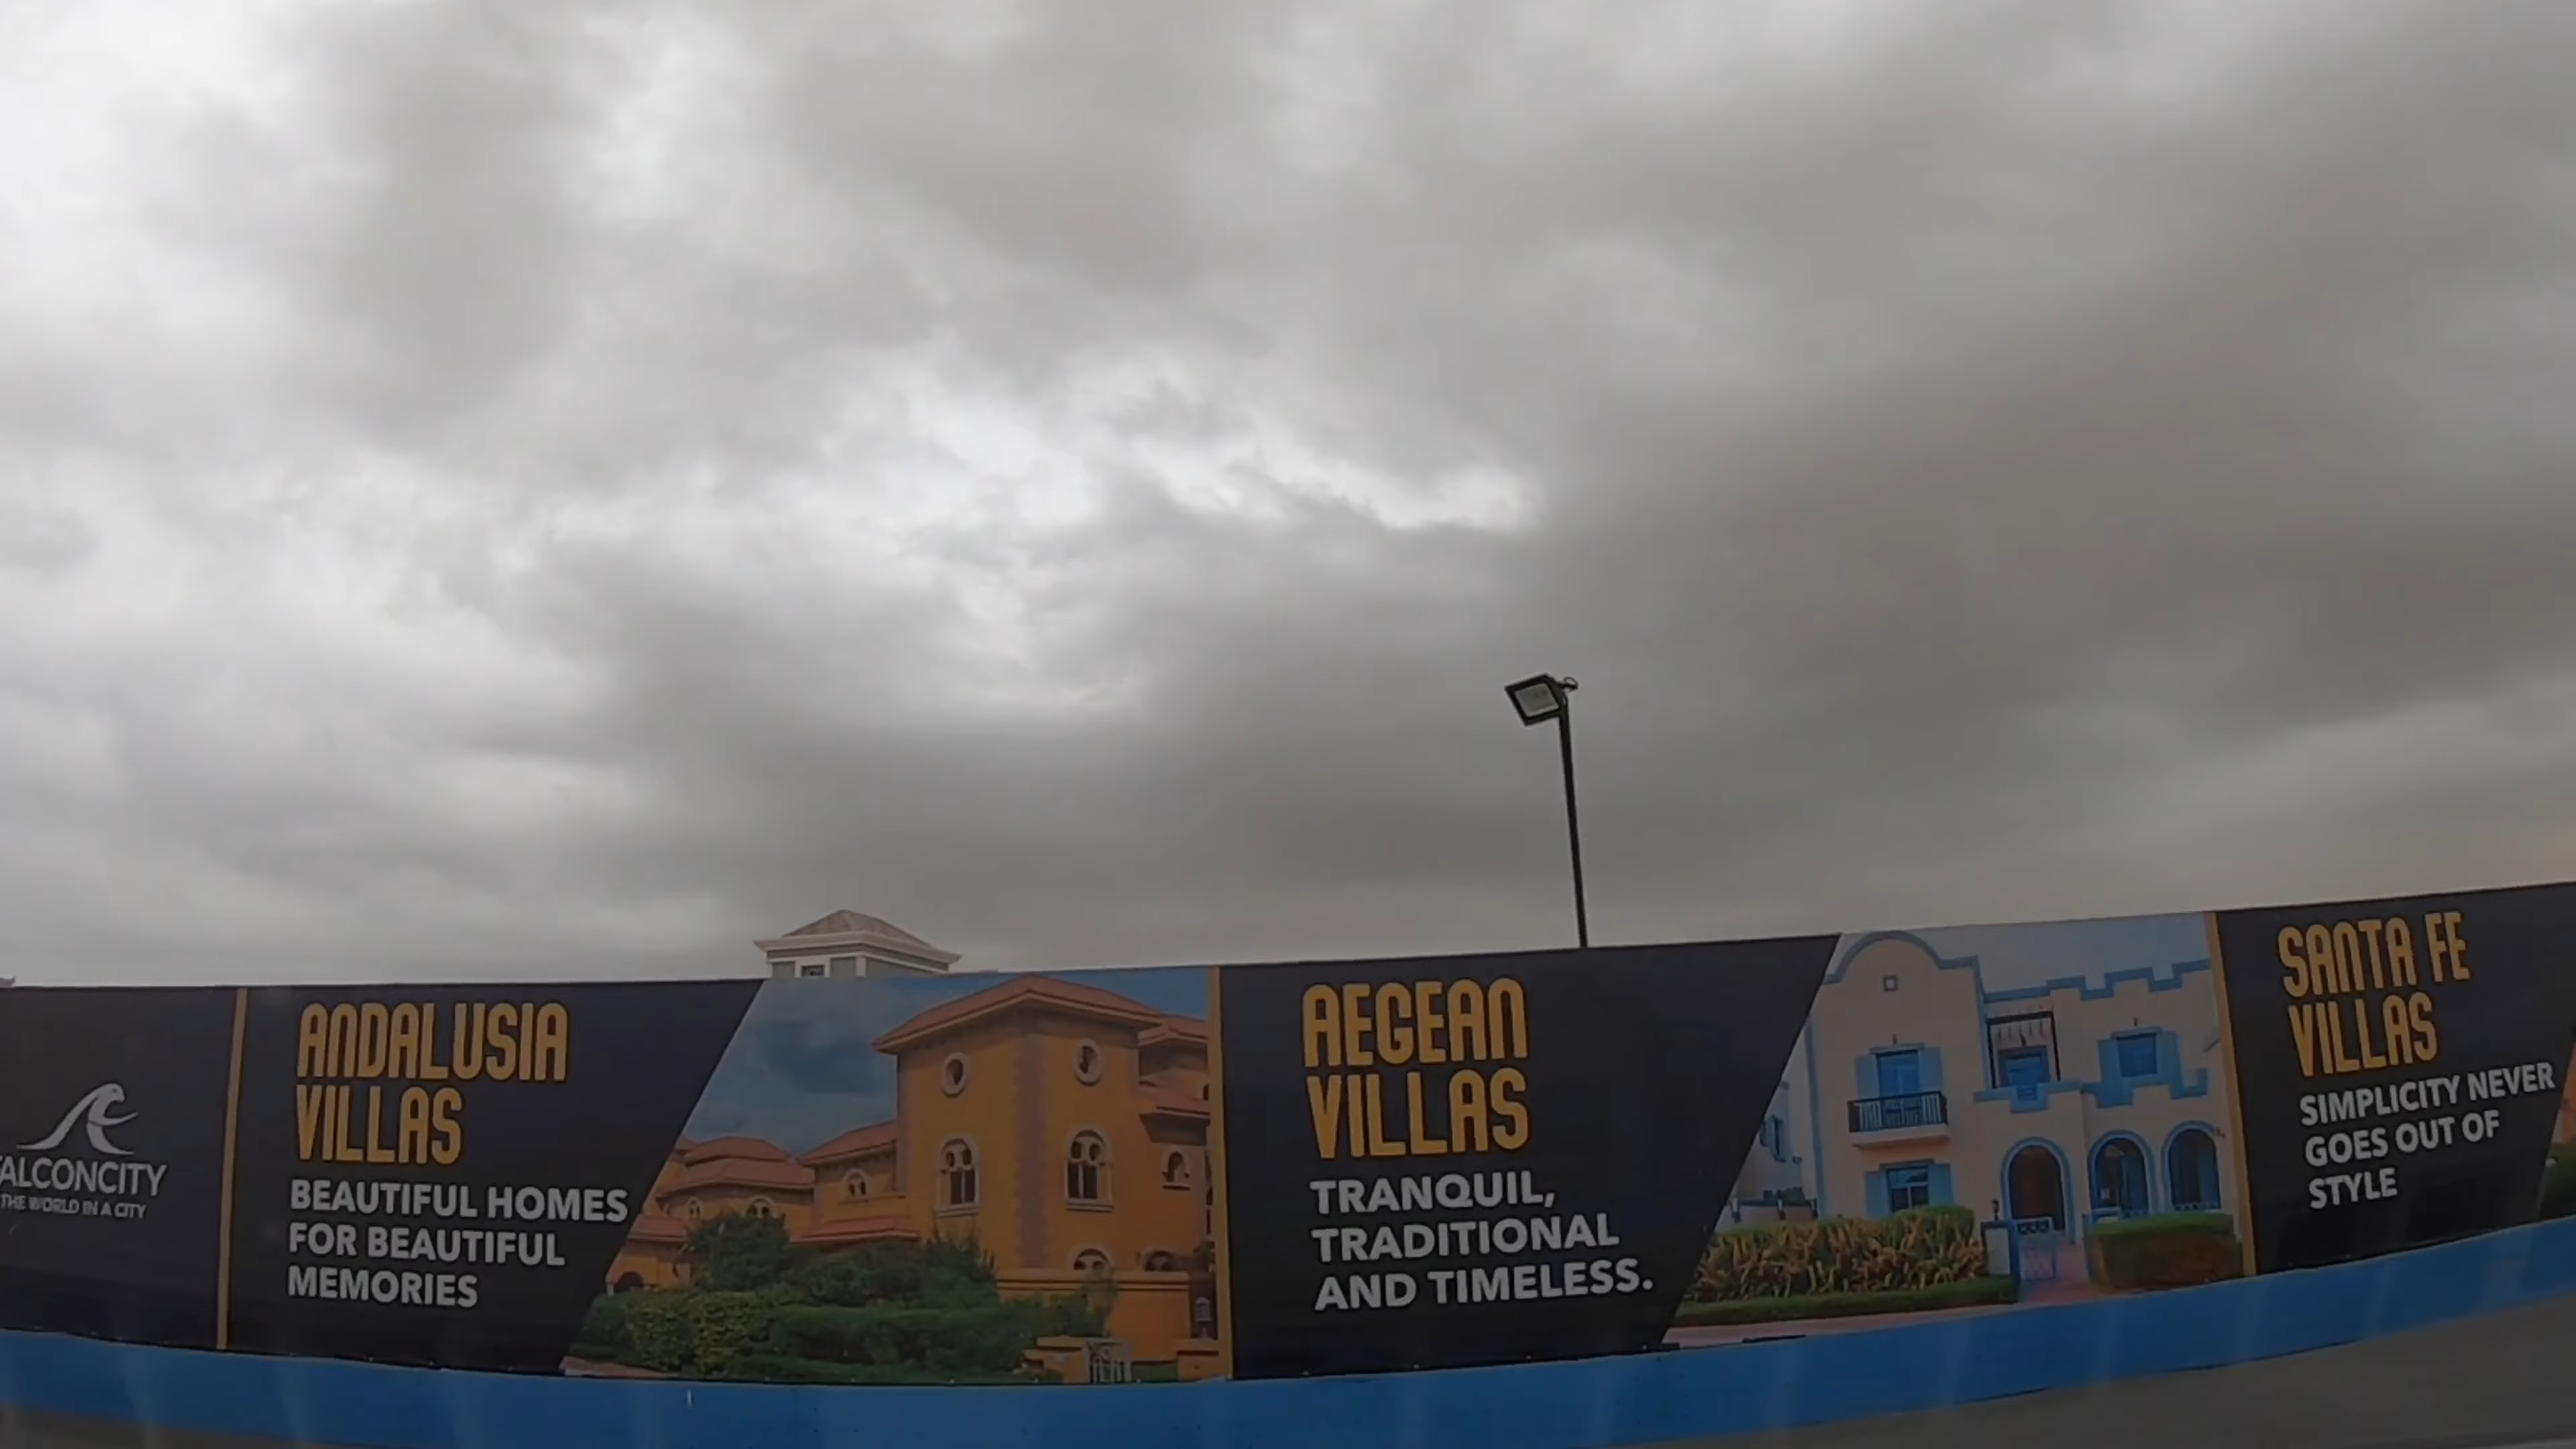 FALCONCITY
THE WORLD IN A CITY
ANDALUSIA
VILLAS
BEAUTIFUL HOMES
FOR BEAUTIFUL
MEMORIES
AEGEAN
VILLAS
TRANQUIL,
TRADITIONAL
AND TIMELESS.
SANTA FE
VILLAS
SIMPLICITY NEVER
GOES OUT OF
STYLE